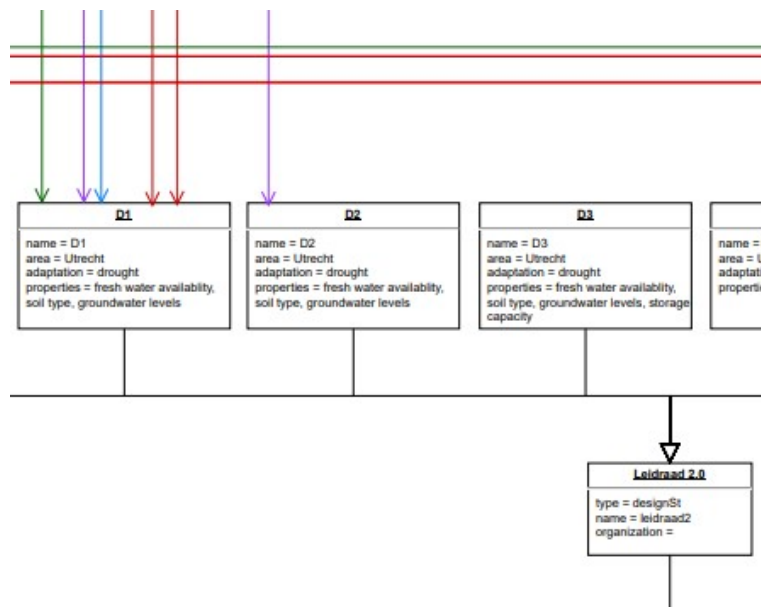 D1
name = D1
area = Utrecht
adaptation = drought
properties = fresh water availablity,
soil type, groundwater levels
D2
name = D2
area = Utrecht
adaptation = drought
properties = fresh water availablity,
soil type, groundwater levels
D3
name = D3
area = Utrecht
adaptation = drought
properties = fresh water availablity,
soil type, groundwater levels, storage
capacity
name =
area = U
adaptati
properti
Leidraad 2.0
type = designSt
name = leidraad2
organization =